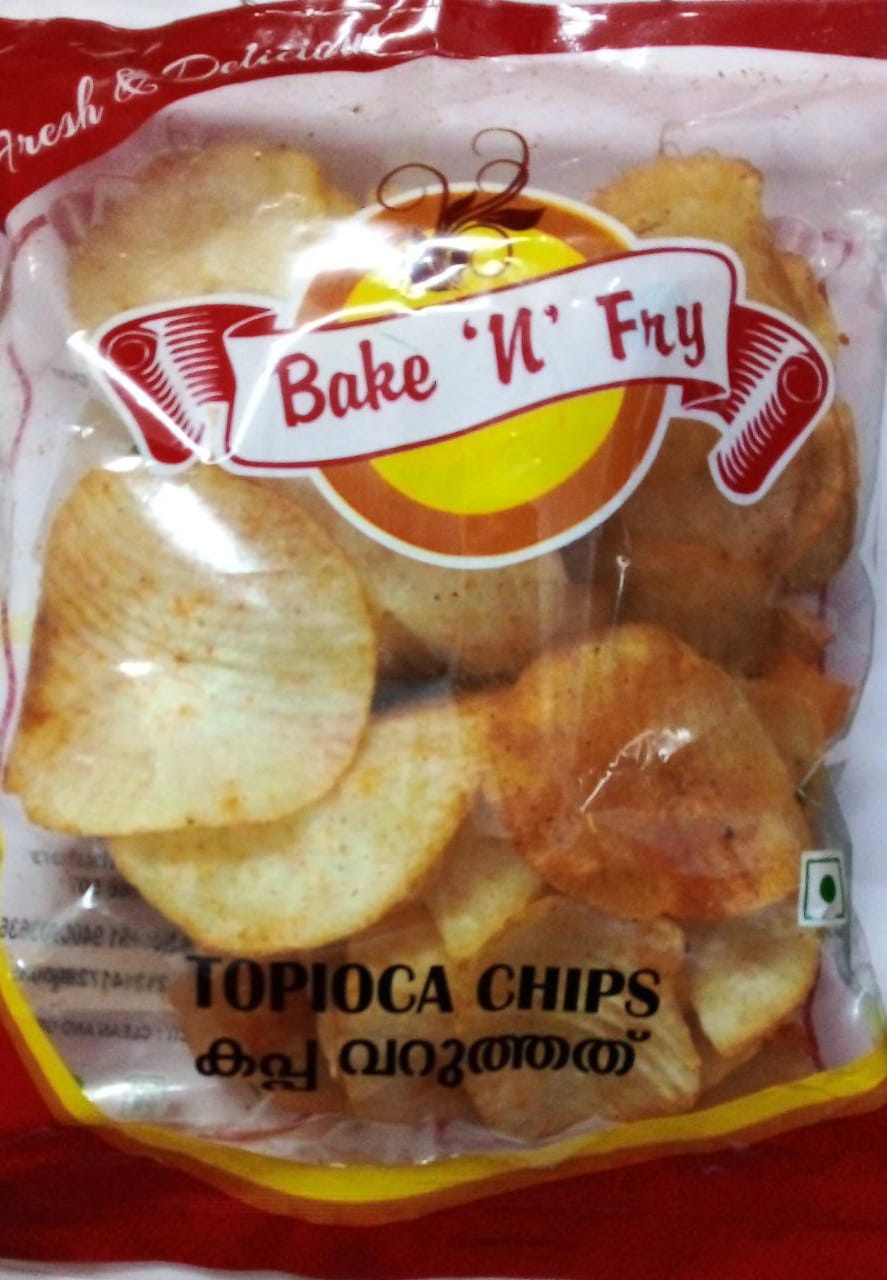 Fresh & Delicious
Bake 'N' Fry
TOPIOCA CHIPS
കപ്പ വറുത്തത്